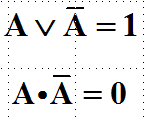 A ∨ A̅ = 1
A • A̅ = 0